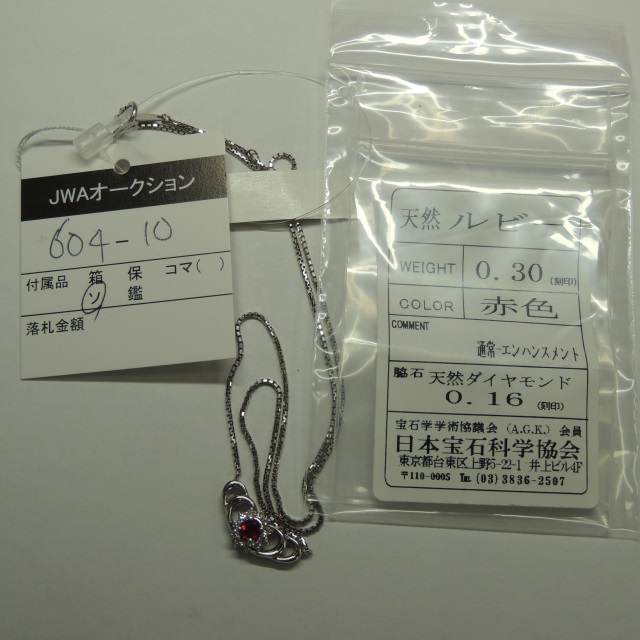 JWAオークション
604-10
付属品 箱 保 コマ( )
ソ 鑑
落札金額
天然 ルビー
WEIGHT 0.30 (刻印)
COLOR 赤色
COMMENT
通常-エンハンスメント
脇石 天然ダイヤモンド
0.16 (刻印)
宝石学学術協議会 (A.G.K.) 会員
日本宝石科学協会
東京都台東区上野5-22-1 井上ビル4F
〒110-0005 TEL (03) 3836-2507